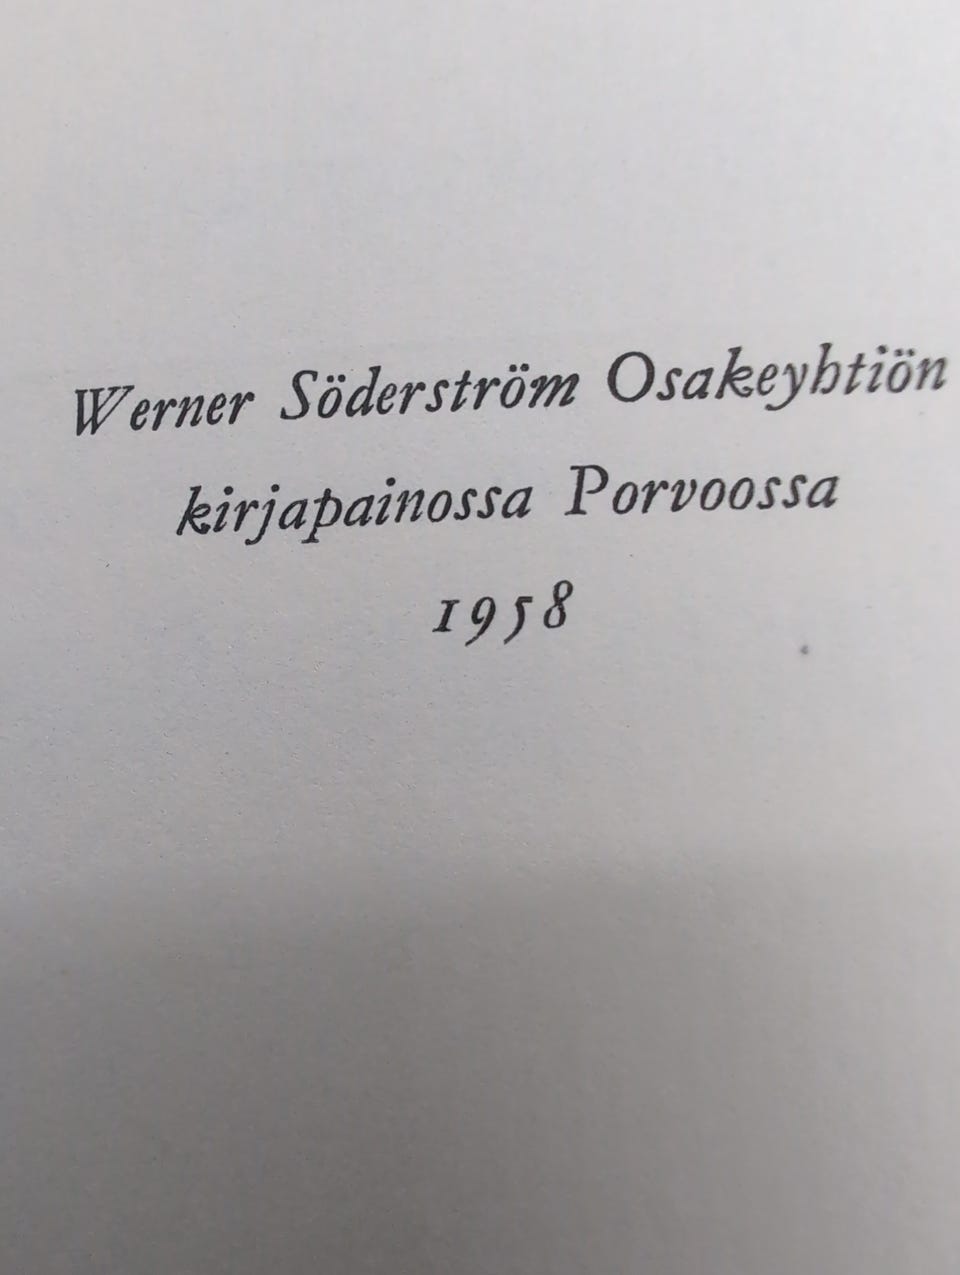 Werner Söderström Osakeyhtiön
kirjapainossa Porvoossa
1958